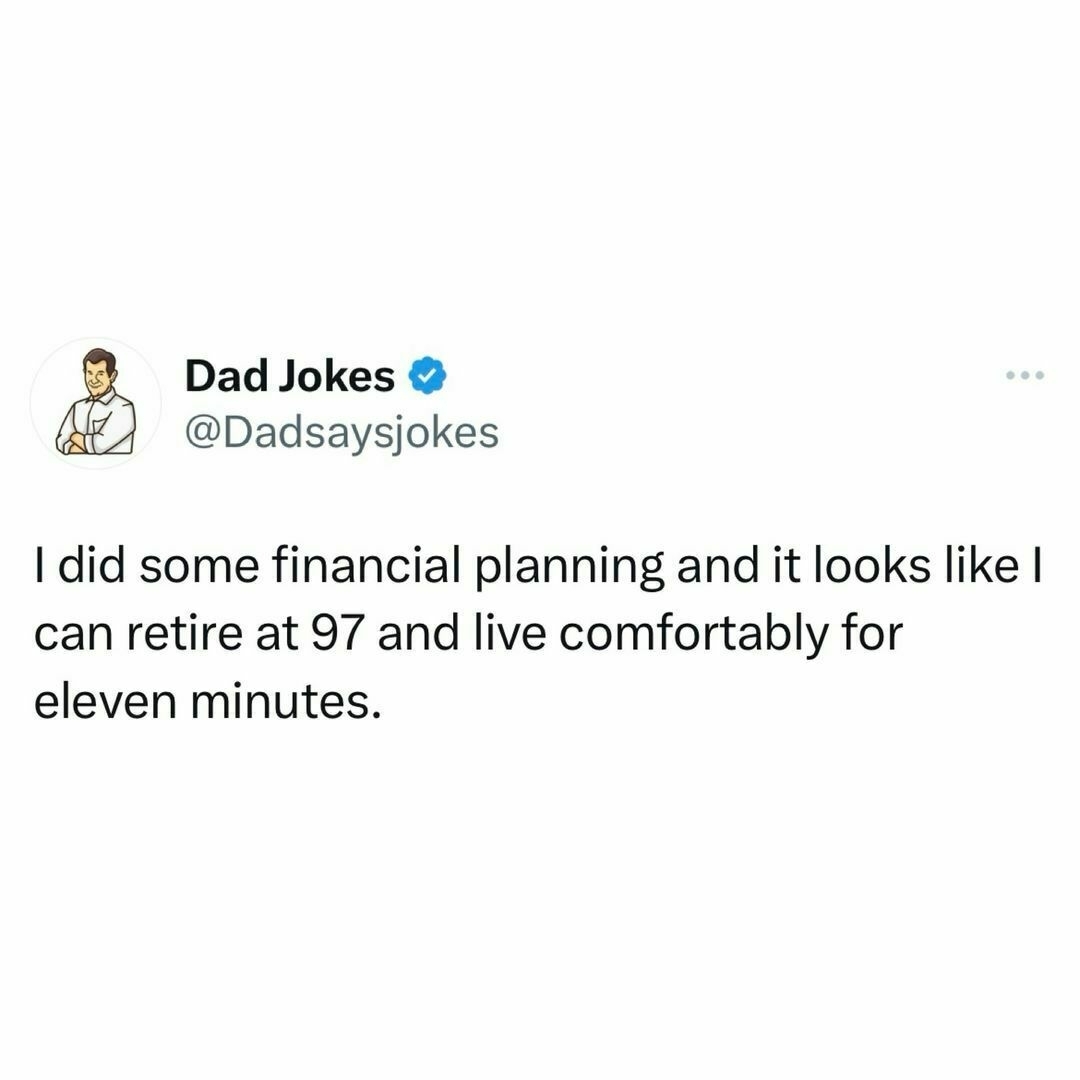 Dad Jokes
@Dadsaysjokes
I did some financial planning and it looks like I
can retire at 97 and live comfortably for
eleven minutes.